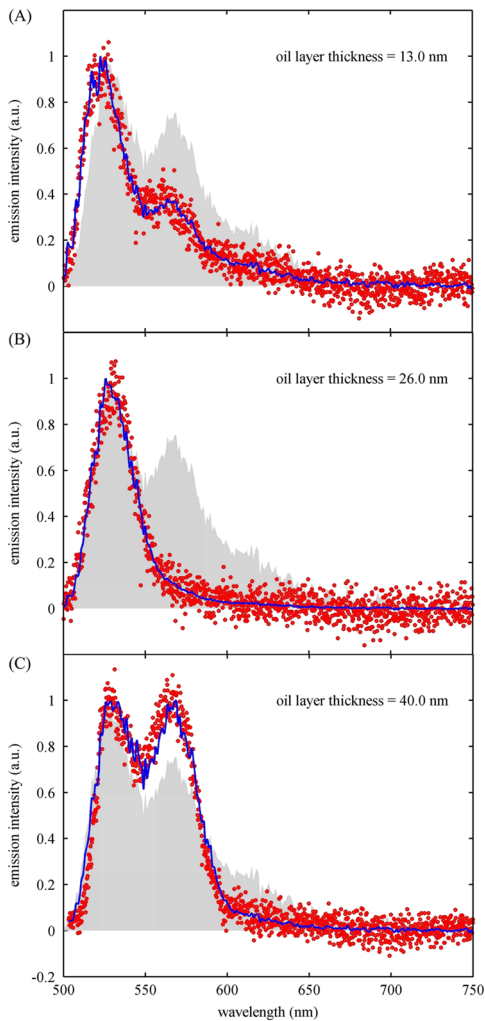 (A)
oil layer thickness = 13.0 nm
emission intensity (a.u.)
1
0.8
0.6
0.4
0.2
0
(B)
oil layer thickness = 26.0 nm
emission intensity (a.u.)
1
0.8
0.6
0.4
0.2
0
(C)
oil layer thickness = 40.0 nm
emission intensity (a.u.)
1
0.8
0.6
0.4
0.2
0
-0.2
500 550 600 650 700 750
wavelength (nm)